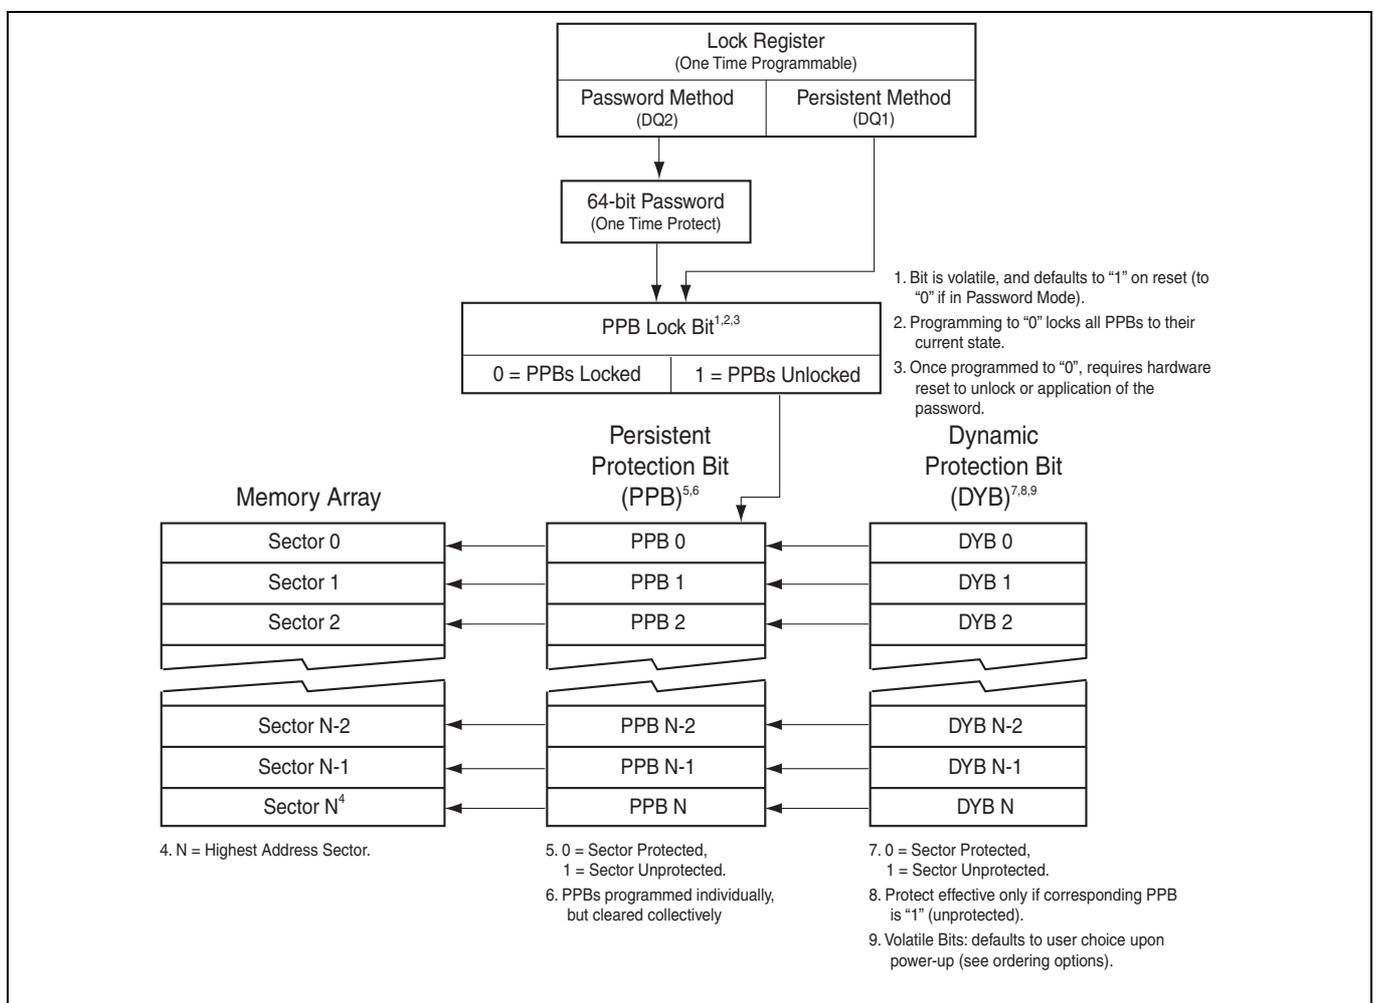 Lock Register
(One Time Programmable)
Password Method
(DQ2)
Persistent Method
(DQ1)
64-bit Password
(One Time Protect)
PPB Lock Bit1,2,3
0 = PPBs Locked
1 = PPBs Unlocked
1. Bit is volatile, and defaults to “1” on reset (to
“0” if in Password Mode).
2. Programming to “0” locks all PPBs to their
current state.
3. Once programmed to “0”, requires hardware
reset to unlock or application of the
password.
Memory Array
Persistent
Protection Bit
(PPB)5,6
Dynamic
Protection Bit
(DYB)7,8,9
Sector 0
PPB 0
DYB 0
Sector 1
PPB 1
DYB 1
Sector 2
PPB 2
DYB 2
Sector N-2
PPB N-2
DYB N-2
Sector N-1
PPB N-1
DYB N-1
Sector N4
PPB N
DYB N
4. N = Highest Address Sector.
5. 0 = Sector Protected,
1 = Sector Unprotected.
6. PPBs programmed individually,
but cleared collectively
7. 0 = Sector Protected,
1 = Sector Unprotected.
8. Protect effective only if corresponding PPB
is “1” (unprotected).
9. Volatile Bits: defaults to user choice upon
power-up (see ordering options).